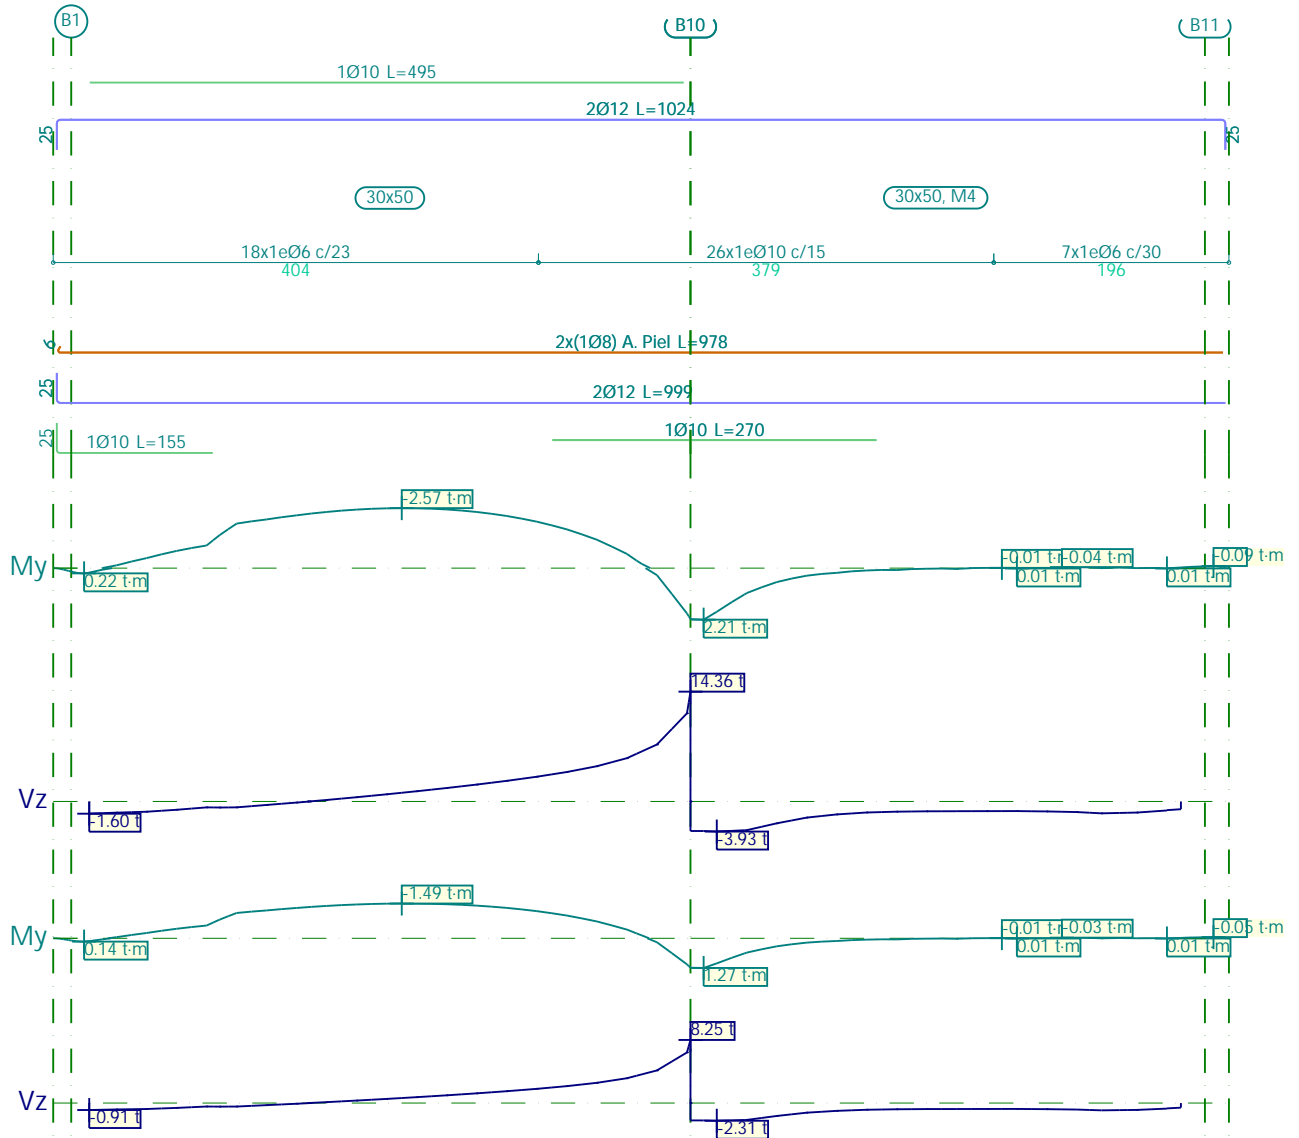 B1
B10
B11
1Ø10 L=495
2Ø12 L=1024
25
25
30x50
30x50, M4
18x1eØ6 c/23
26x1eØ10 c/15
7x1eØ6 c/30
404
379
196
6
2x(1Ø8) A. Piel L=978
25
2Ø12 L=999
25
1Ø10 L=155
1Ø10 L=270
My
-2.57 t·m
0.22 t·m
2.21 t·m
-0.01 t·
-0.04 t·m
0.01 t·m
0.01 t·m
-0.09 t·m
Vz
14.36 t
-1.60 t
-3.93 t
My
-1.49 t·m
0.14 t·m
1.27 t·m
-0.01 t·
-0.03 t·m
0.01 t·m
0.01 t·m
-0.05 t·m
Vz
8.25 t
-0.91 t
-2.31 t